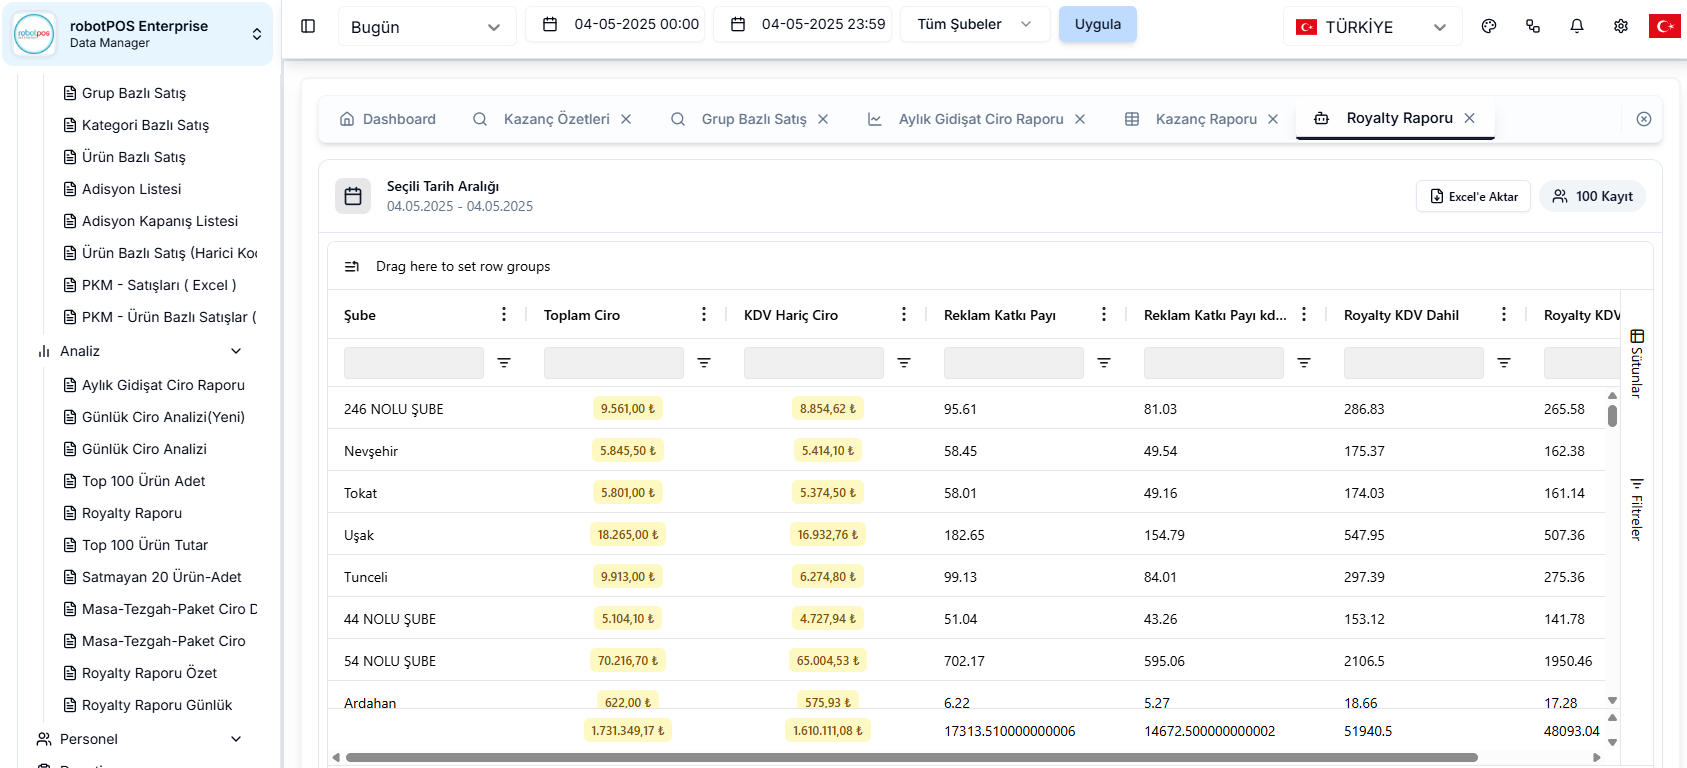 robotPOS Enterprise
Data Manager
Bugün
04-05-2025 00:00
04-05-2025 23:59
Tüm Şubeler
Uygula
TÜRKİYE
Grup Bazlı Satış
Kategori Bazlı Satış
Ürün Bazlı Satış
Adisyon Listesi
Adisyon Kapanış Listesi
Ürün Bazlı Satış (Harici Ko
PKM - Satışları ( Excel )
PKM - Ürün Bazlı Satışlar (
Analiz
Aylık Gidişat Ciro Raporu
Günlük Ciro Analizi(Yeni)
Günlük Ciro Analizi
Top 100 Ürün Adet
Royalty Raporu
Top 100 Ürün Tutar
Satmayan 20 Ürün-Adet
Masa-Tezgah-Paket Ciro D
Masa-Tezgah-Paket Ciro
Royalty Raporu Özet
Royalty Raporu Günlük
Personel
Dashboard
Kazanç Özetleri
Grup Bazlı Satış
Aylık Gidişat Ciro Raporu
Kazanç Raporu
Royalty Raporu
Seçili Tarih Aralığı
04.05.2025 - 04.05.2025
Excel'e Aktar
100 Kayıt
Drag here to set row groups
Şube Toplam Ciro KDV Hariç Ciro Reklam Katkı Payı Reklam Katkı Payı kd... Royalty KDV Dahil Royalty KDV
246 NOLU ŞUBE 9.561,00 ₺ 8.854,62 ₺ 95.61 81.03 286.83 265.58
Nevşehir 5.845,50 ₺ 5.414,10 ₺ 58.45 49.54 175.37 162.38
Tokat 5.801,00 ₺ 5.374,50 ₺ 58.01 49.16 174.03 161.14
Uşak 18.265,00 ₺ 16.932,76 ₺ 182.65 154.79 547.95 507.36
Tunceli 9.913,00 ₺ 6.274,80 ₺ 99.13 84.01 297.39 275.36
44 NOLU ŞUBE 5.104,10 ₺ 4.727,94 ₺ 51.04 43.26 153.12 141.78
54 NOLU ŞUBE 70.216,70 ₺ 65.004,53 ₺ 702.17 595.06 2106.5 1950.46
Ardahan 622,00 ₺ 575,93 ₺ 6.22 5.27 18.66 17.28
1.731.349,17 ₺ 1.610.111,08 ₺ 17313.510000000006 14672.500000000002 51940.5 48093.04
Sütunlar
Filtreler